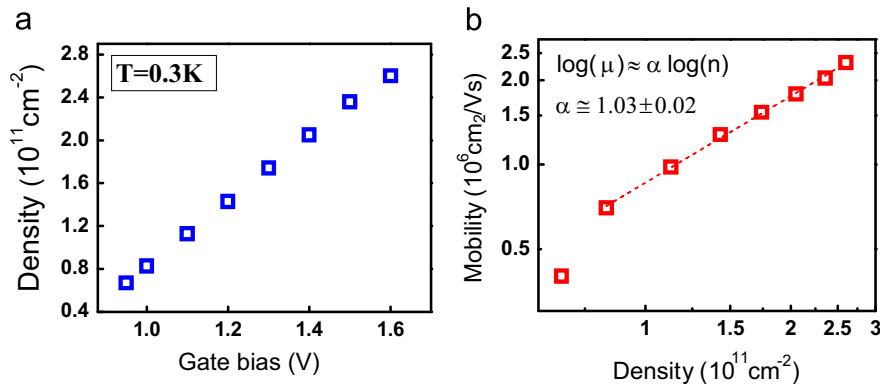 a
T=0.3K
2.8
2.4
2.0
1.6
1.2
0.8
0.4
Density (10¹¹cm⁻²)
1.0 1.2 1.4 1.6
Gate bias (V)
b
log(μ)≈ α log(n)
α ≅ 1.03±0.02
2.5
2.0
1.5
1.0
0.5
Mobility (10⁶cm₂/Vs)
1 1.5 2 2.5 3
Density (10¹¹cm⁻²)